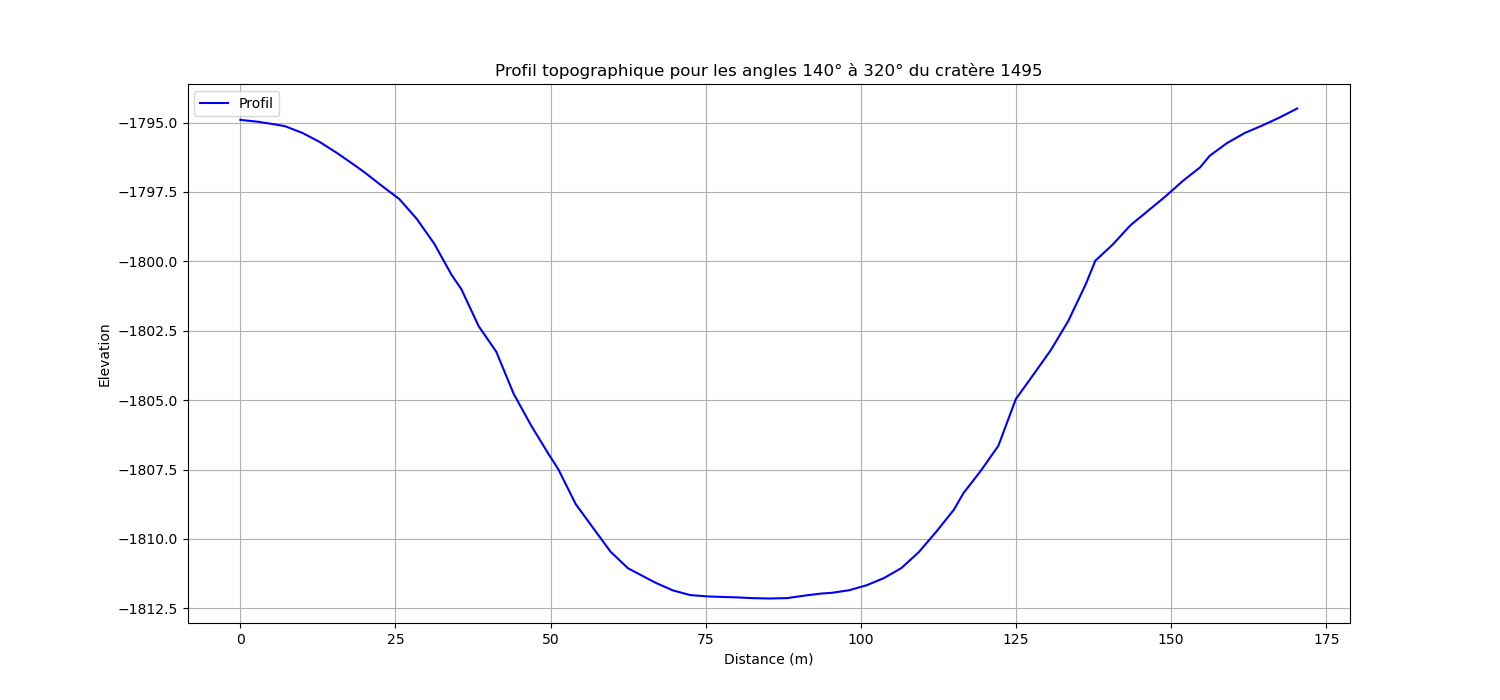 Profil topographique pour les angles 140° à 320° du cratère 1495
Profil
−1795.0
−1797.5
−1800.0
−1802.5
−1805.0
−1807.5
−1810.0
−1812.5
Elevation
0 25 50 75 100 125 150 175
Distance (m)